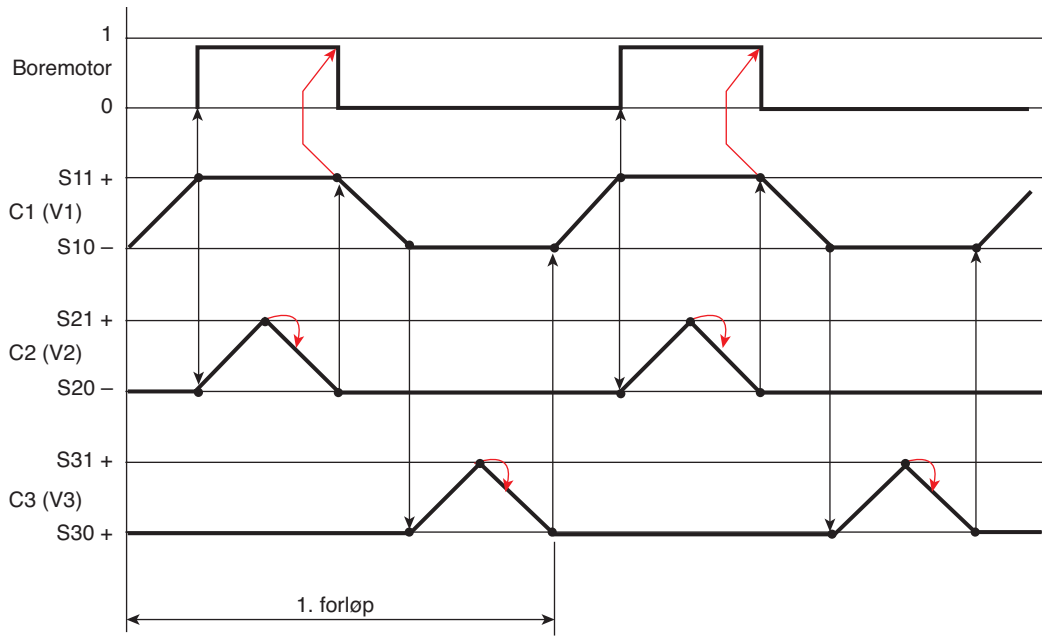 1
Boremotor
0
S11 +
C1 (V1)
S10 –
S21 +
C2 (V2)
S20 –
S31 +
C3 (V3)
S30 +
1. forløp